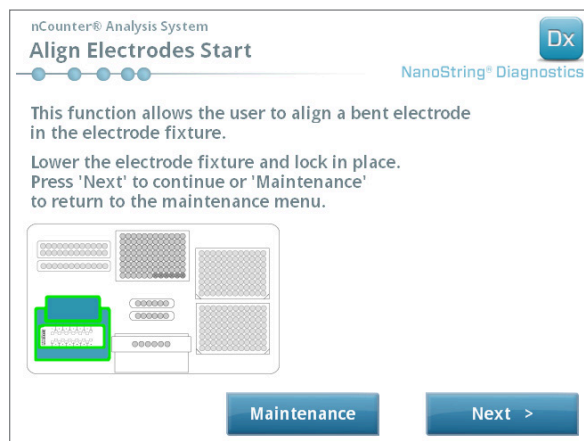 nCounter® Analysis System
Align Electrodes Start
Dx
NanoString® Diagnostics
This function allows the user to align a bent electrode
in the electrode fixture.
Lower the electrode fixture and lock in place.
Press 'Next' to continue or 'Maintenance'
to return to the maintenance menu.
Maintenance
Next >